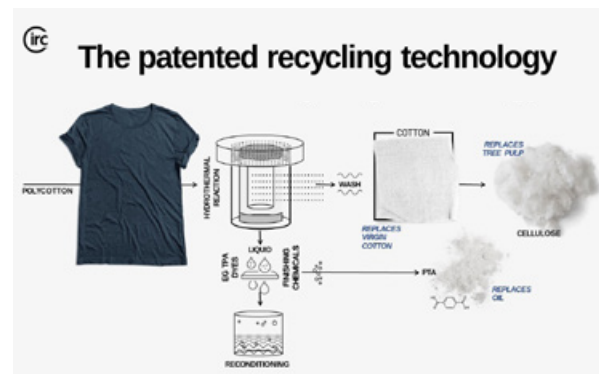 Circ
The patented recycling technology
POLYCOTTON
HYDROTHERMAL
REACTION
WASH
COTTON
REPLACES
VIRGIN
COTTON
REPLACES
TREE PULP
CELLULOSE
LIQUID
EG TPA
DYES
FINISHING
CHEMICALS
PTA
REPLACES
OIL
RECONDITIONING